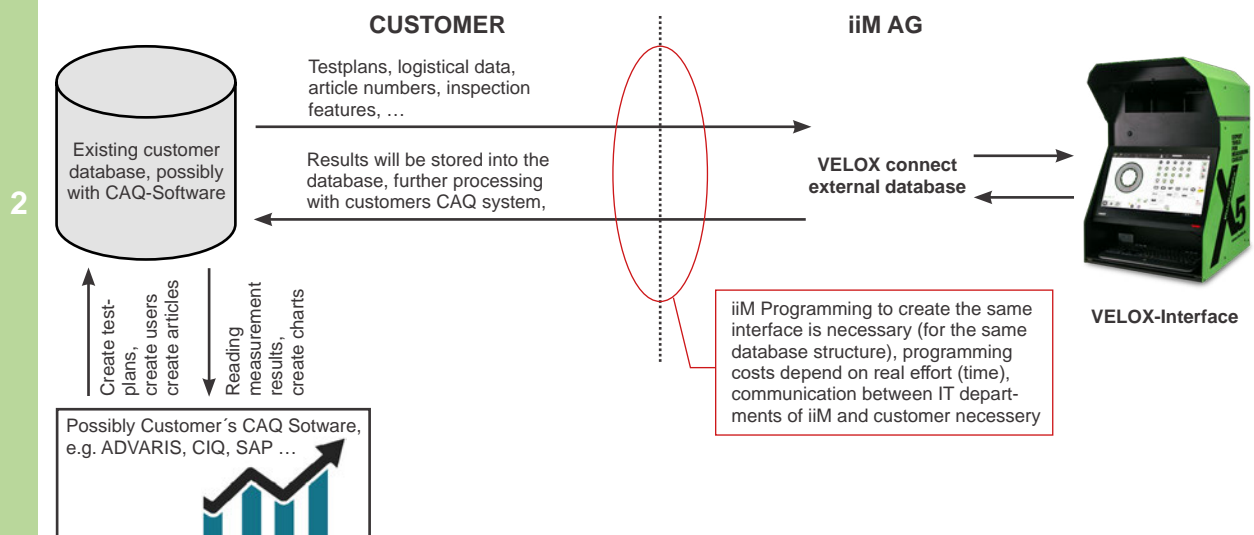 2
CUSTOMER
iiM AG
Testplans, logistical data,
article numbers, inspection
features, …
Existing customer
database, possibly
with CAQ-Software
Results will be stored into the
database, further processing
with customers CAQ system,
VELOX connect
external database
X5
VELOX-Interface
Create test-
plans,
create users
create articles
Reading
measurement
results,
create charts
iiM Programming to create the same
interface is necessary (for the same
database structure), programming
costs depend on real effort (time),
communication between IT depart-
ments of iiM and customer necessery
Possibly Customer´s CAQ Sotware,
e.g. ADVARIS, CIQ, SAP …